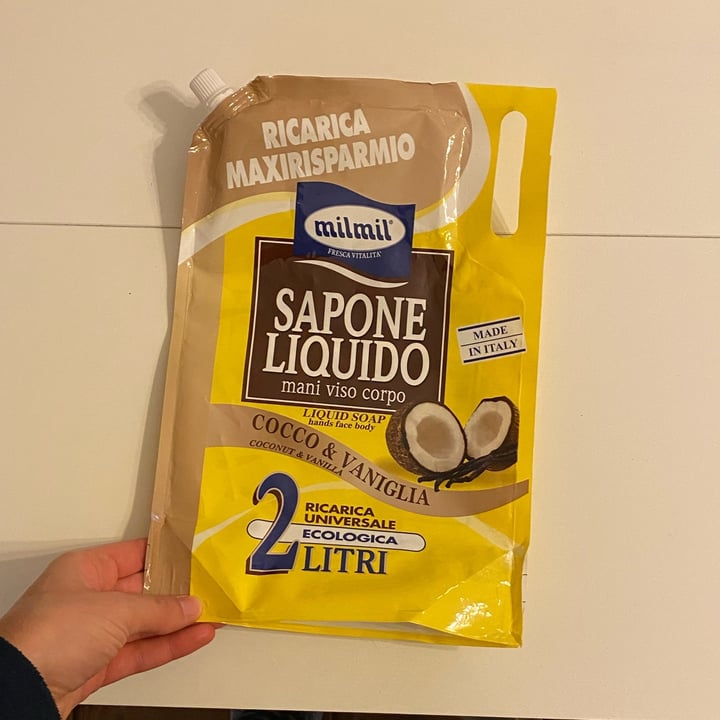 RICARICA
MAXIRISPARMIO
milmil®
FRESCA VITALITA'
SAPONE
LIQUIDO
mani viso corpo
MADE
IN ITALY
LIQUID SOAP
hands face body
COCCO & VANIGLIA
COCONUT & VANILLA
2
RICARICA
UNIVERSALE
ECOLOGICA
LITRI